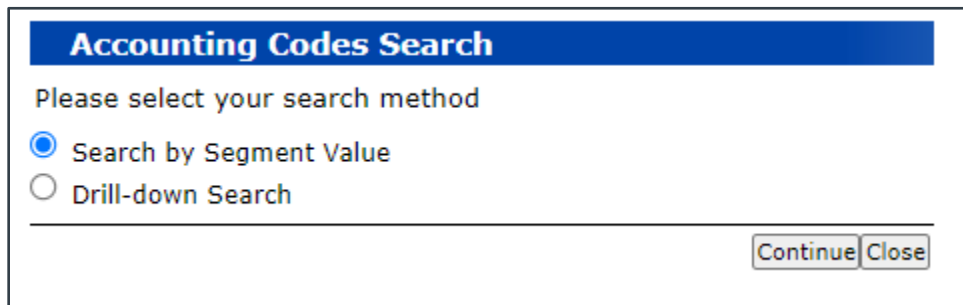 Accounting Codes Search
Please select your search method
Search by Segment Value
Drill-down Search
Continue Close